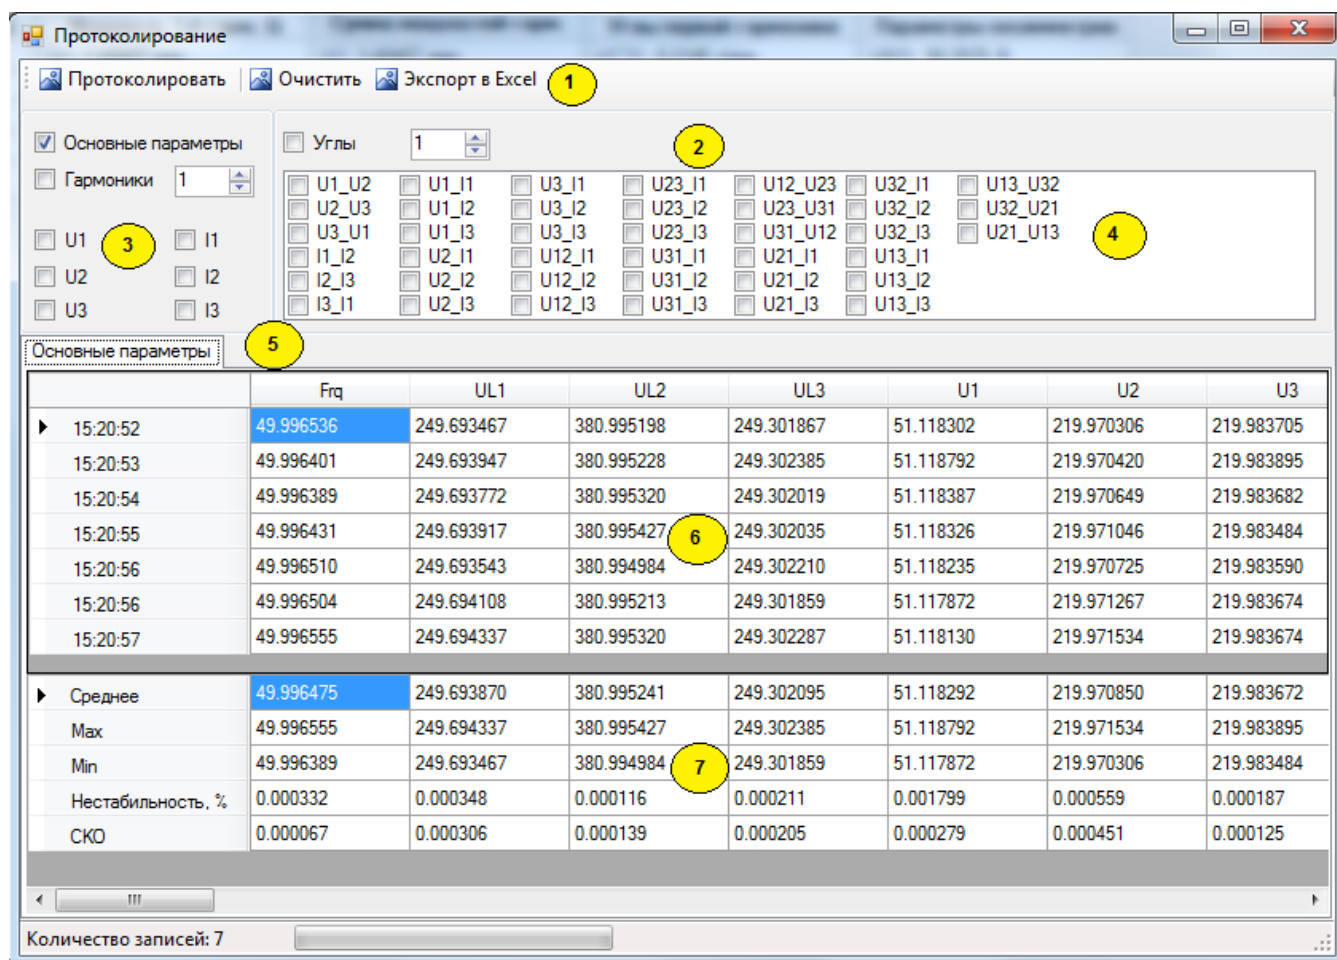 Протоколирование
Протоколировать Очистить Экспорт в Excel 1
Основные параметры Углы 1 2
Гармоники 1
U1_U2 U1_I1 U3_I1 U23_I1 U12_U23 U32_I1 U13_U32
U2_U3 U1_I2 U3_I2 U23_I2 U23_U31 U32_I2 U32_U21
U3_U1 U1_I3 U3_I3 U23_I3 U31_U12 U32_I3 U21_U13 4
I1_I2 U2_I1 U12_I1 U31_I1 U21_I1 U13_I1
I2_I3 U2_I2 U12_I2 U31_I2 U21_I2 U13_I2
I3_I1 U2_I3 U12_I3 U31_I3 U21_I3 U13_I3
U1 3 I1
U2 I2
U3 I3
Основные параметры 5
Frq UL1 UL2 UL3 U1 U2 U3
15:20:52 49.996536 249.693467 380.995198 249.301867 51.118302 219.970306 219.983705
15:20:53 49.996401 249.693947 380.995228 249.302385 51.118792 219.970420 219.983895
15:20:54 49.996389 249.693772 380.995320 249.302019 51.118387 219.970649 219.983682
15:20:55 49.996431 249.693917 380.995427 6 249.302035 51.118326 219.971046 219.983484
15:20:56 49.996510 249.693543 380.994984 249.302210 51.118235 219.970725 219.983590
15:20:56 49.996504 249.694108 380.995213 249.301859 51.117872 219.971267 219.983674
15:20:57 49.996555 249.694337 380.995320 249.302287 51.118130 219.971534 219.983674
Среднее 49.996475 249.693870 380.995241 249.302095 51.118292 219.970850 219.983672
Max 49.996555 249.694337 380.995427 249.302385 51.118792 219.971534 219.983895
Min 49.996389 249.693467 380.994984 7 249.301859 51.117872 219.970306 219.983484
Нестабильность, % 0.000332 0.000348 0.000116 0.000211 0.001799 0.000559 0.000187
СКО 0.000067 0.000306 0.000139 0.000205 0.000279 0.000451 0.000125
Количество записей: 7